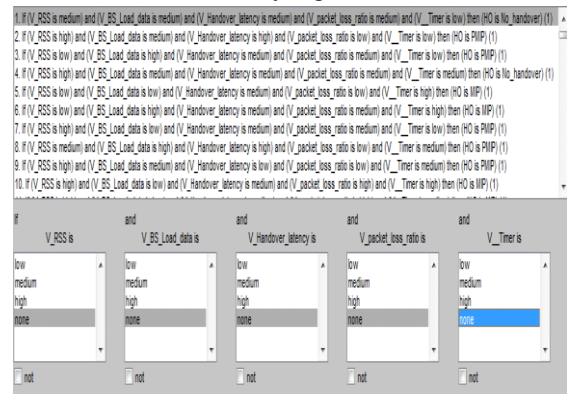 1. If (V_RSS is medium) and (V_BS_Load_data is medium) and (V_Handover_latency is medium) and (V_packet_loss_ratio is medium) and (V__Timer is low) then (HO is No_handover) (1)
2. If (V_RSS is high) and (V_BS_Load_data is medium) and (V_Handover_latency is high) and (V_packet_loss_ratio is low) and (V__Timer is low) then (HO is PMIP) (1)
3. If (V_RSS is low) and (V_BS_Load_data is high) and (V_Handover_latency is medium) and (V_packet_loss_ratio is medium) and (V__Timer is low) then (HO is PMIP) (1)
4. If (V_RSS is high) and (V_BS_Load_data is medium) and (V_Handover_latency is medium) and (V_packet_loss_ratio is medium) and (V__Timer is medium) then (HO is No_handover) (1)
5. If (V_RSS is low) and (V_BS_Load_data is low) and (V_Handover_latency is medium) and (V_packet_loss_ratio is low) and (V__Timer is high) then (HO is MIP) (1)
6. If (V_RSS is low) and (V_BS_Load_data is high) and (V_Handover_latency is medium) and (V_packet_loss_ratio is medium) and (V__Timer is high) then (HO is MIP) (1)
7. If (V_RSS is high) and (V_BS_Load_data is low) and (V_Handover_latency is medium) and (V_packet_loss_ratio is medium) and (V__Timer is low) then (HO is PMIP) (1)
8. If (V_RSS is medium) and (V_BS_Load_data is high) and (V_Handover_latency is high) and (V_packet_loss_ratio is medium) and (V__Timer is low) then (HO is PMIP) (1)
9. If (V_RSS is high) and (V_BS_Load_data is medium) and (V_Handover_latency is medium) and (V_packet_loss_ratio is low) and (V__Timer is medium) then (HO is PMIP) (1)
10. If (V_RSS is high) and (V_BS_Load_data is low) and (V_Handover_latency is medium) and (V_packet_loss_ratio is high) and (V__Timer is high) then (HO is MIP) (1)
If and and and and
V_RSS is V_BS_Load_data is V_Handover_latency is V_packet_loss_ratio is V__Timer is
low low low low low
medium medium medium medium medium
high high high high high
none none none none none
not not not not not